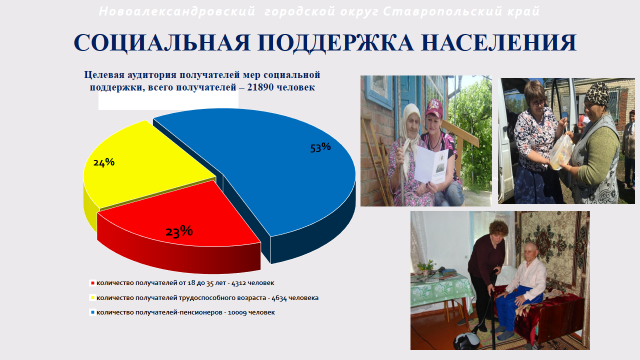 Новоалександровский городской округ Ставропольский край
СОЦИАЛЬНАЯ ПОДДЕРЖКА НАСЕЛЕНИЯ
Целевая аудитория получателей мер социальной
поддержки, всего получателей – 21890 человек
53%
24%
23%
количество получателей от 18 до 35 лет - 4312 человек
количество получателей трудоспособного возраста - 4634 человека
количество получателей-пенсионеров - 10009 человек